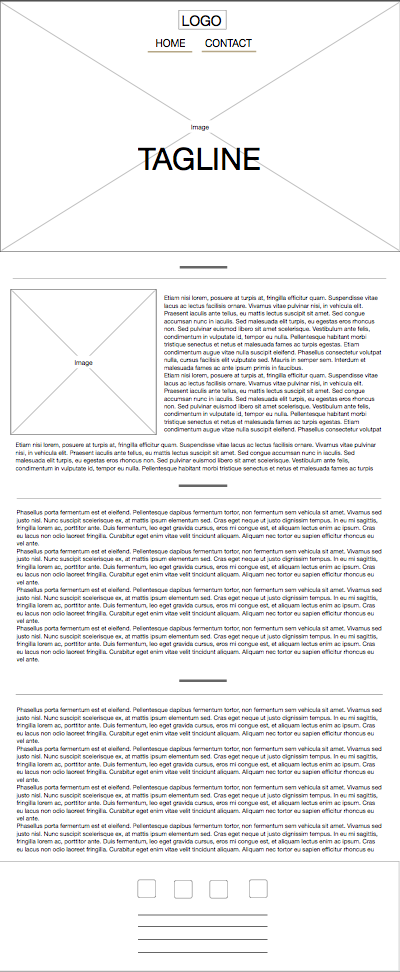 LOGO
HOME CONTACT
Image
TAGLINE
Image
Etiam nisi lorem, posuere at turpis at, fringilla efficitur quam. Suspendisse vitae
lacus ac lectus facilisis ornare. Vivamus vitae pulvinar nisi, in vehicula elit.
Praesent iaculis ante tellus, eu mattis lectus suscipit sit amet. Sed congue
accumsan nunc in iaculis. Sed malesuada elit turpis, eu egestas eros rhoncus
non. Sed pulvinar euismod libero sit amet scelerisque. Vestibulum ante felis,
condimentum in vulputate id, tempor eu nulla. Pellentesque habitant morbi
tristique senectus et netus et malesuada fames ac turpis egestas. Etiam
condimentum augue vitae nulla suscipit eleifend. Phasellus consectetur volutpat
nulla, cursus facilisis velit dapibus sed. Mauris in semper sem. Interdum et
malesuada fames ac ante ipsum primis in faucibus.
Etiam nisi lorem, posuere at turpis at, fringilla efficitur quam. Suspendisse vitae
lacus ac lectus facilisis ornare. Vivamus vitae pulvinar nisi, in vehicula elit.
Praesent iaculis ante tellus, eu mattis lectus suscipit sit amet. Sed congue
accumsan nunc in iaculis. Sed malesuada elit turpis, eu egestas eros rhoncus
non. Sed pulvinar euismod libero sit amet scelerisque. Vestibulum ante felis,
condimentum in vulputate id, tempor eu nulla. Pellentesque habitant morbi
tristique senectus et netus et malesuada fames ac turpis egestas. Etiam
condimentum augue vitae nulla suscipit eleifend. Phasellus consectetur volutpat
Etiam nisi lorem, posuere at turpis at, fringilla efficitur quam. Suspendisse vitae lacus ac lectus facilisis ornare. Vivamus vitae pulvinar
nisi, in vehicula elit. Praesent iaculis ante tellus, eu mattis lectus suscipit sit amet. Sed congue accumsan nunc in iaculis. Sed
malesuada elit turpis, eu egestas eros rhoncus non. Sed pulvinar euismod libero sit amet scelerisque. Vestibulum ante felis,
condimentum in vulputate id, tempor eu nulla. Pellentesque habitant morbi tristique senectus et netus et malesuada fames ac turpis
Phasellus porta fermentum est et eleifend. Pellentesque dapibus fermentum tortor, non fermentum sem vehicula sit amet. Vivamus sed
justo nisl. Nunc suscipit scelerisque ex, at mattis ipsum elementum sed. Cras eget neque ut justo dignissim tempus. In eu mi sagittis,
fringilla lorem ac, porttitor ante. Duis fermentum, leo eget gravida cursus, eros mi congue est, et aliquam lectus enim ac ipsum. Cras
eu lacus non odio laoreet fringilla. Curabitur eget enim vitae velit tincidunt aliquam. Aliquam nec tortor eu sapien efficitur rhoncus eu
vel ante.
Phasellus porta fermentum est et eleifend. Pellentesque dapibus fermentum tortor, non fermentum sem vehicula sit amet. Vivamus sed
justo nisl. Nunc suscipit scelerisque ex, at mattis ipsum elementum sed. Cras eget neque ut justo dignissim tempus. In eu mi sagittis,
fringilla lorem ac, porttitor ante. Duis fermentum, leo eget gravida cursus, eros mi congue est, et aliquam lectus enim ac ipsum. Cras
eu lacus non odio laoreet fringilla. Curabitur eget enim vitae velit tincidunt aliquam. Aliquam nec tortor eu sapien efficitur rhoncus eu
vel ante.
Phasellus porta fermentum est et eleifend. Pellentesque dapibus fermentum tortor, non fermentum sem vehicula sit amet. Vivamus sed
justo nisl. Nunc suscipit scelerisque ex, at mattis ipsum elementum sed. Cras eget neque ut justo dignissim tempus. In eu mi sagittis,
fringilla lorem ac, porttitor ante. Duis fermentum, leo eget gravida cursus, eros mi congue est, et aliquam lectus enim ac ipsum. Cras
eu lacus non odio laoreet fringilla. Curabitur eget enim vitae velit tincidunt aliquam. Aliquam nec tortor eu sapien efficitur rhoncus eu
vel ante.
Phasellus porta fermentum est et eleifend. Pellentesque dapibus fermentum tortor, non fermentum sem vehicula sit amet. Vivamus sed
justo nisl. Nunc suscipit scelerisque ex, at mattis ipsum elementum sed. Cras eget neque ut justo dignissim tempus. In eu mi sagittis,
fringilla lorem ac, porttitor ante. Duis fermentum, leo eget gravida cursus, eros mi congue est, et aliquam lectus enim ac ipsum. Cras
eu lacus non odio laoreet fringilla. Curabitur eget enim vitae velit tincidunt aliquam. Aliquam nec tortor eu sapien efficitur rhoncus eu
vel ante.
Phasellus porta fermentum est et eleifend. Pellentesque dapibus fermentum tortor, non fermentum sem vehicula sit amet. Vivamus sed
justo nisl. Nunc suscipit scelerisque ex, at mattis ipsum elementum sed. Cras eget neque ut justo dignissim tempus. In eu mi sagittis,
fringilla lorem ac, porttitor ante. Duis fermentum, leo eget gravida cursus, eros mi congue est, et aliquam lectus enim ac ipsum. Cras
eu lacus non odio laoreet fringilla. Curabitur eget enim vitae velit tincidunt aliquam. Aliquam nec tortor eu sapien efficitur rhoncus eu
vel ante.
Phasellus porta fermentum est et eleifend. Pellentesque dapibus fermentum tortor, non fermentum sem vehicula sit amet. Vivamus sed
justo nisl. Nunc suscipit scelerisque ex, at mattis ipsum elementum sed. Cras eget neque ut justo dignissim tempus. In eu mi sagittis,
fringilla lorem ac, porttitor ante. Duis fermentum, leo eget gravida cursus, eros mi congue est, et aliquam lectus enim ac ipsum. Cras
eu lacus non odio laoreet fringilla. Curabitur eget enim vitae velit tincidunt aliquam. Aliquam nec tortor eu sapien efficitur rhoncus eu
vel ante.
Phasellus porta fermentum est et eleifend. Pellentesque dapibus fermentum tortor, non fermentum sem vehicula sit amet. Vivamus sed
justo nisl. Nunc suscipit scelerisque ex, at mattis ipsum elementum sed. Cras eget neque ut justo dignissim tempus. In eu mi sagittis,
fringilla lorem ac, porttitor ante. Duis fermentum, leo eget gravida cursus, eros mi congue est, et aliquam lectus enim ac ipsum. Cras
eu lacus non odio laoreet fringilla. Curabitur eget enim vitae velit tincidunt aliquam. Aliquam nec tortor eu sapien efficitur rhoncus eu
vel ante.
Phasellus porta fermentum est et eleifend. Pellentesque dapibus fermentum tortor, non fermentum sem vehicula sit amet. Vivamus sed
justo nisl. Nunc suscipit scelerisque ex, at mattis ipsum elementum sed. Cras eget neque ut justo dignissim tempus. In eu mi sagittis,
fringilla lorem ac, porttitor ante. Duis fermentum, leo eget gravida cursus, eros mi congue est, et aliquam lectus enim ac ipsum. Cras
eu lacus non odio laoreet fringilla. Curabitur eget enim vitae velit tincidunt aliquam. Aliquam nec tortor eu sapien efficitur rhoncus eu